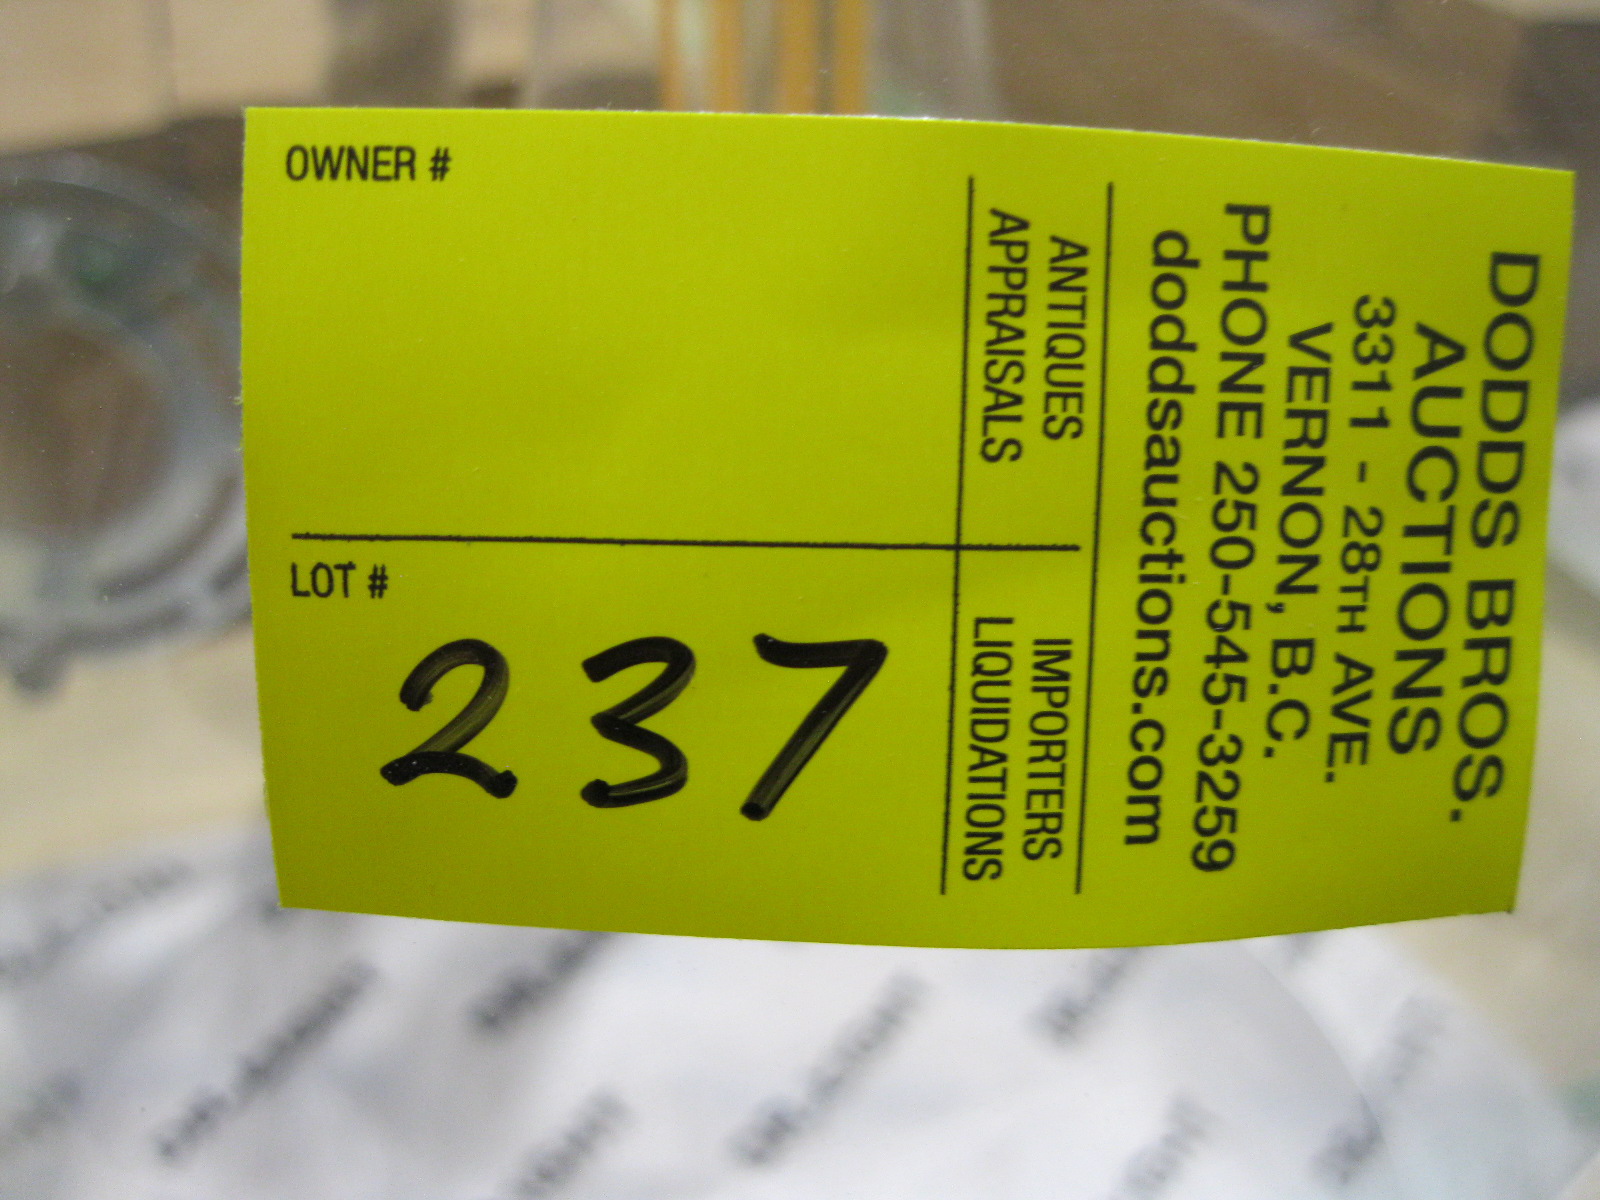 DODDS BROS.
AUCTIONS
3311 - 28TH AVE.
VERNON, B.C.
PHONE 250-545-3259
doddsauctions.com
ANTIQUES
APPRAISALS
IMPORTERS
LIQUIDATIONS
OWNER #
LOT #
237